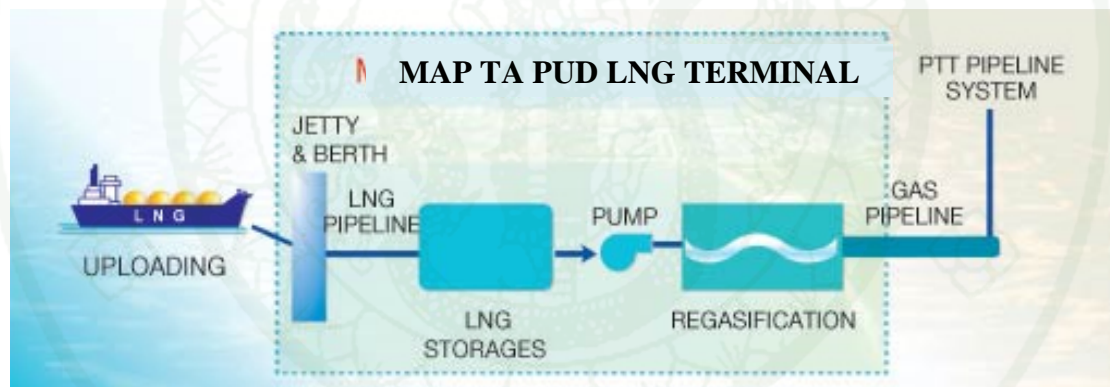 MAP TA PUD LNG TERMINAL
PTT PIPELINE
SYSTEM
JETTY
& BERTH
LNG
PIPELINE
LNG
UPLOADING
PUMP
GAS
PIPELINE
LNG
STORAGES
REGASIFICATION